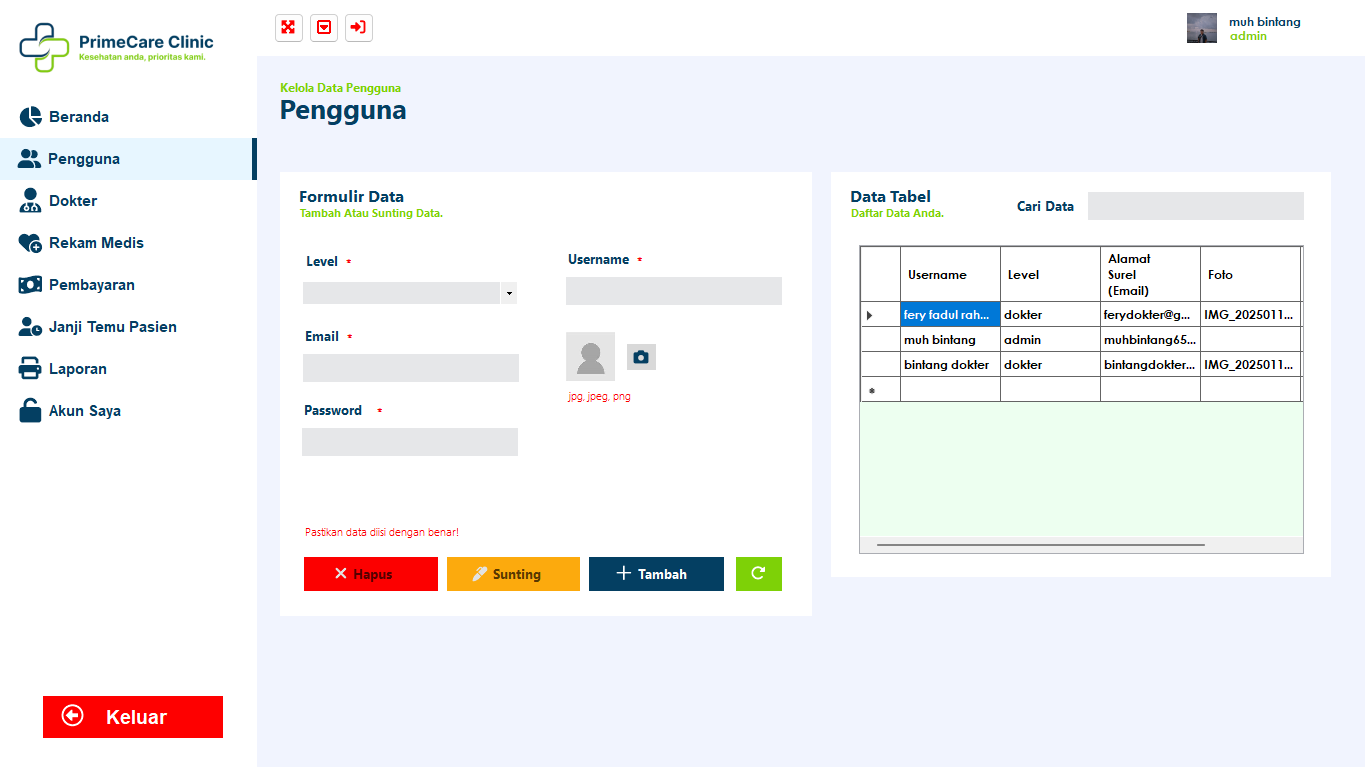 PrimeCare Clinic
Kesehatan anda, prioritas kami.
muh bintang
admin
Beranda
Pengguna
Dokter
Rekam Medis
Pembayaran
Janji Temu Pasien
Laporan
Akun Saya
Keluar
Kelola Data Pengguna
Pengguna
Formulir Data
Tambah Atau Sunting Data.
Level *
Username *
Email *
Password *
jpg, jpeg, png
Pastikan data diisi dengan benar!
Hapus
Sunting
Tambah
Data Tabel
Daftar Data Anda.
Cari Data
Username Level Alamat Surel (Email) Foto
fery fadul rah... dokter ferydokter@g... IMG_2025011...
muh bintang admin muhbintang65...
bintang dokter dokter bintangdokter... IMG_2025011...